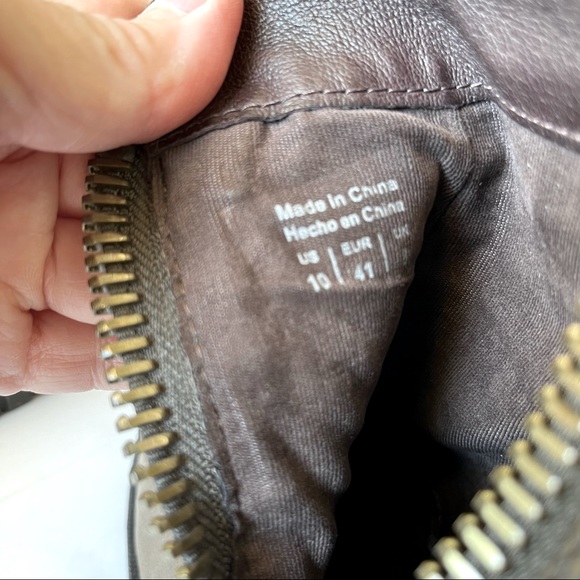 Made in China
Hecho en China
US | EUR | UK
10 | 41 |